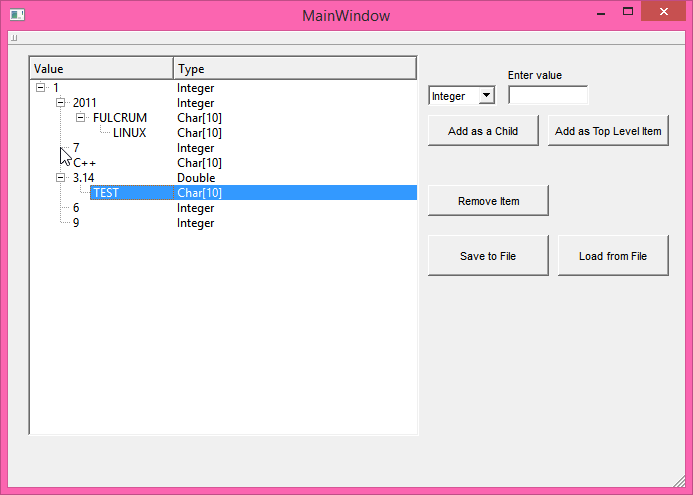 MainWindow
Value Type
1 Integer
2011 Integer
FULCRUM Char[10]
LINUX Char[10]
7 Integer
C++ Char[10]
3.14 Double
TEST Char[10]
6 Integer
9 Integer
Enter value
Integer
Add as a Child Add as Top Level Item
Remove Item
Save to File Load from File